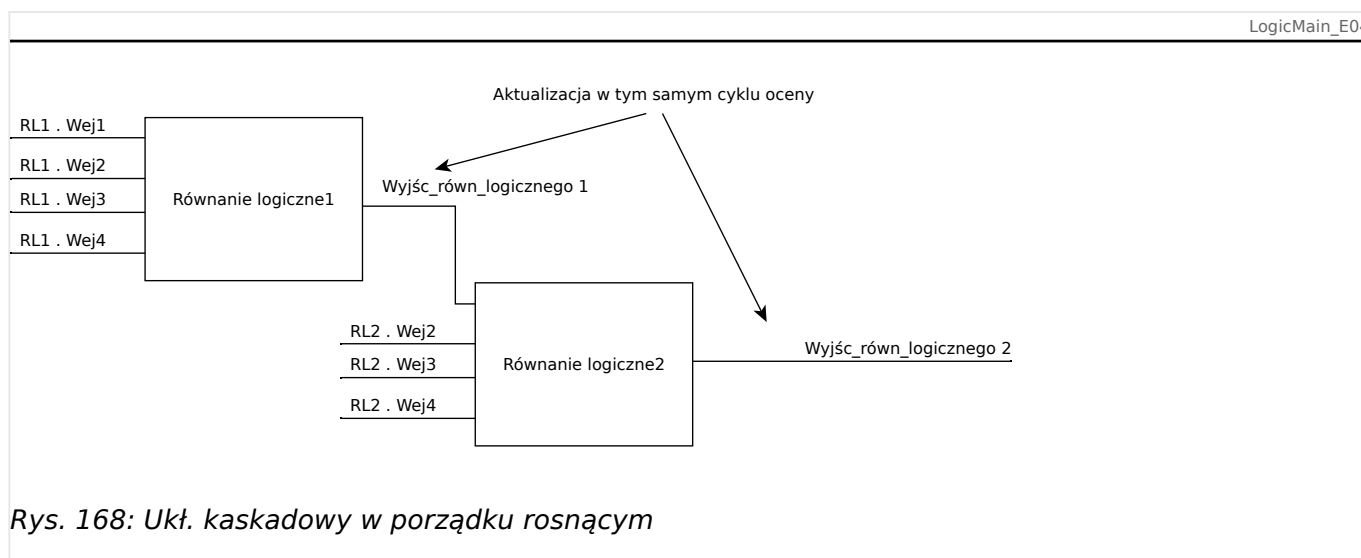 LogicMain_E04
Aktualizacja w tym samym cyklu oceny
RL1 . Wej1
RL1 . Wej2
RL1 . Wej3
RL1 . Wej4
Równanie logiczne1
Wyjśc_równ_logicznego 1
RL2 . Wej2
RL2 . Wej3
RL2 . Wej4
Równanie logiczne2
Wyjśc_równ_logicznego 2
Rys. 168: Ukł. kaskadowy w porządku rosnącym